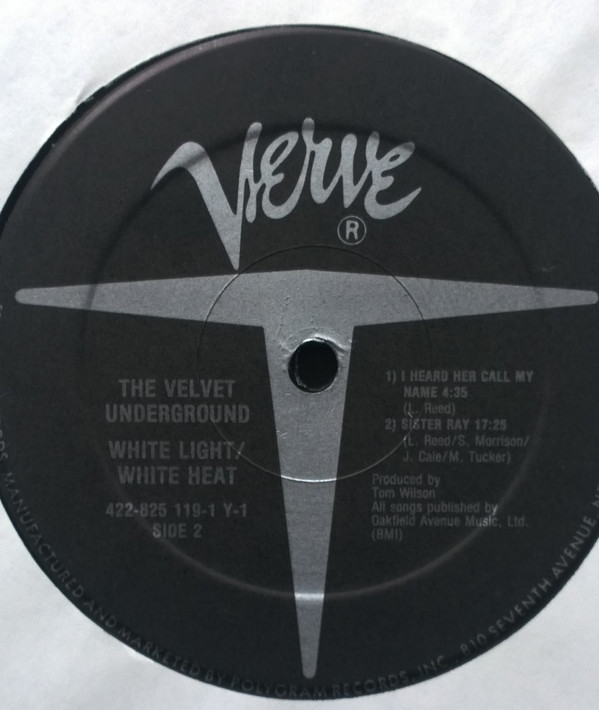 Verve
®
THE VELVET
UNDERGROUND
WHITE LIGHT/
WHITE HEAT
422-825 119-1 Y-1
SIDE 2
1) I HEARD HER CALL MY
NAME 4:35
(L. Reed)
2) SISTER RAY 17:25
(L. Reed/S. Morrison/
J. Cale/M. Tucker)
Produced by
Tom Wilson
All songs published by
Oakfield Avenue Music, Ltd.
(BMI)
MANUFACTURED AND MARKETED BY POLYGRAM RECORDS, INC., 810 SEVENTH AVENUE,